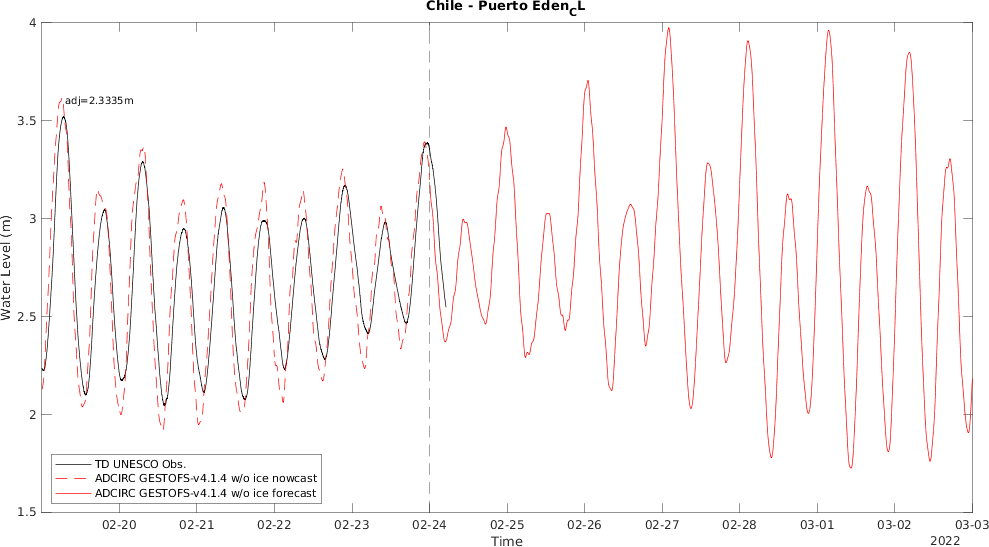 Chile - Puerto Eden_CL
4
3.5
3
2.5
2
1.5
Water Level (m)
adj=2.3335m
TD UNESCO Obs.
ADCIRC GESTOFS-v4.1.4 w/o ice nowcast
ADCIRC GESTOFS-v4.1.4 w/o ice forecast
02-20 02-21 02-22 02-23 02-24 02-25 02-26 02-27 02-28 03-01 03-02 03-03
Time
2022